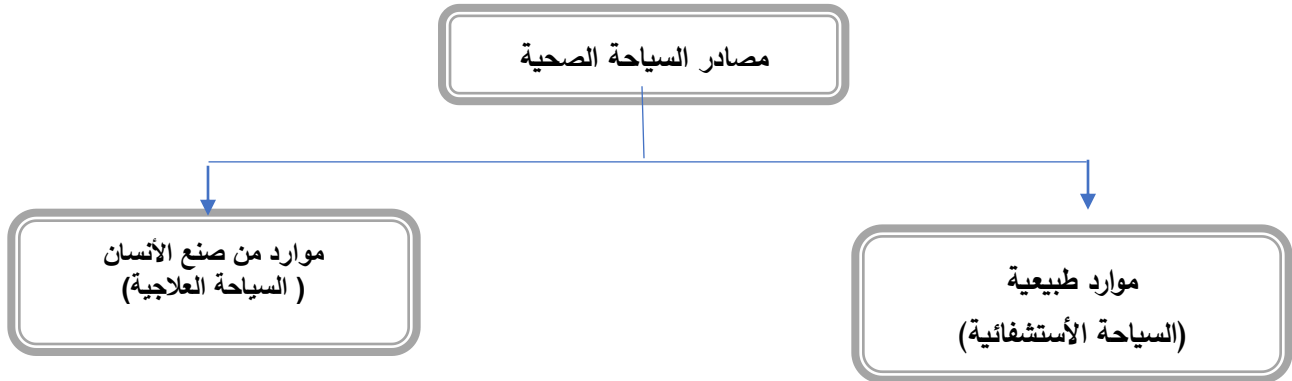 مصادر السياحة الصحية
موارد طبيعية
(السياحة الأستشفائية)
موارد من صنع الأنسان
( السياحة العلاجية)